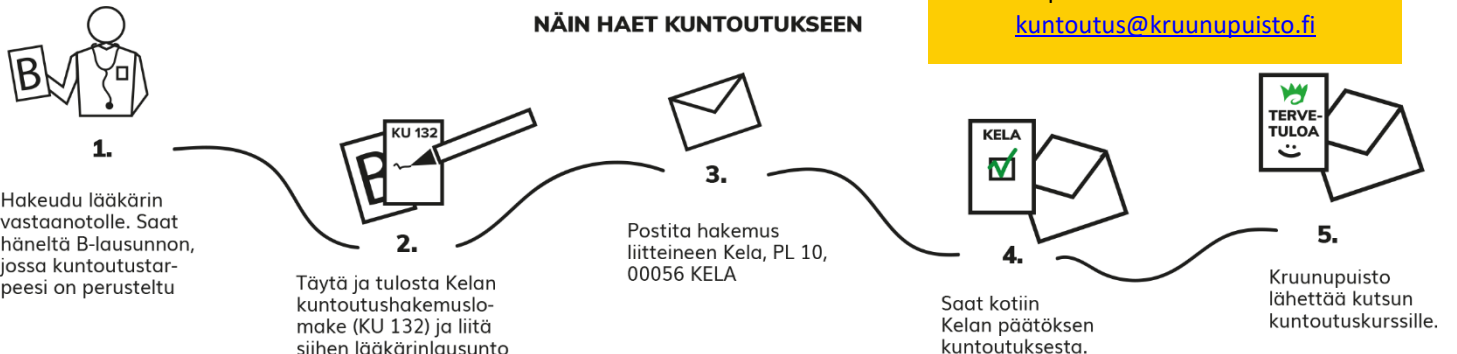 NÄIN HAET KUNTOUTUKSEEN
kuntoutus@kruunupuisto.fi
B
1.
Hakeudu lääkärin
vastaanotolle. Saat
häneltä B-lausunnon,
jossa kuntoutustar-
peesi on perusteltu
B
KU 132
2.
Täytä ja tulosta Kelan
kuntoutushakemuslo-
make (KU 132) ja liitä
siihen lääkärinlausunto
3.
Postita hakemus
liitteineen Kela, PL 10,
00056 KELA
KELA
4.
Saat kotiin
Kelan päätöksen
kuntoutuksesta.
TERVE-
TULOA
5.
Kruunupuisto
lähettää kutsun
kuntoutuskurssille.